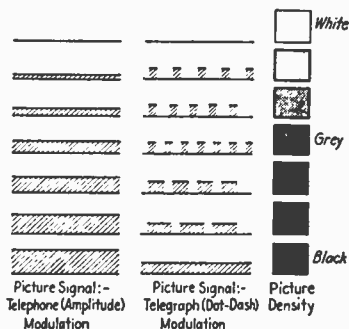 White
Grey
Black
Picture Signal:-
Telephone (Amplitude)
Modulation
Picture Signal:-
Telegraph (Dot-Dash)
Modulation
Picture
Density